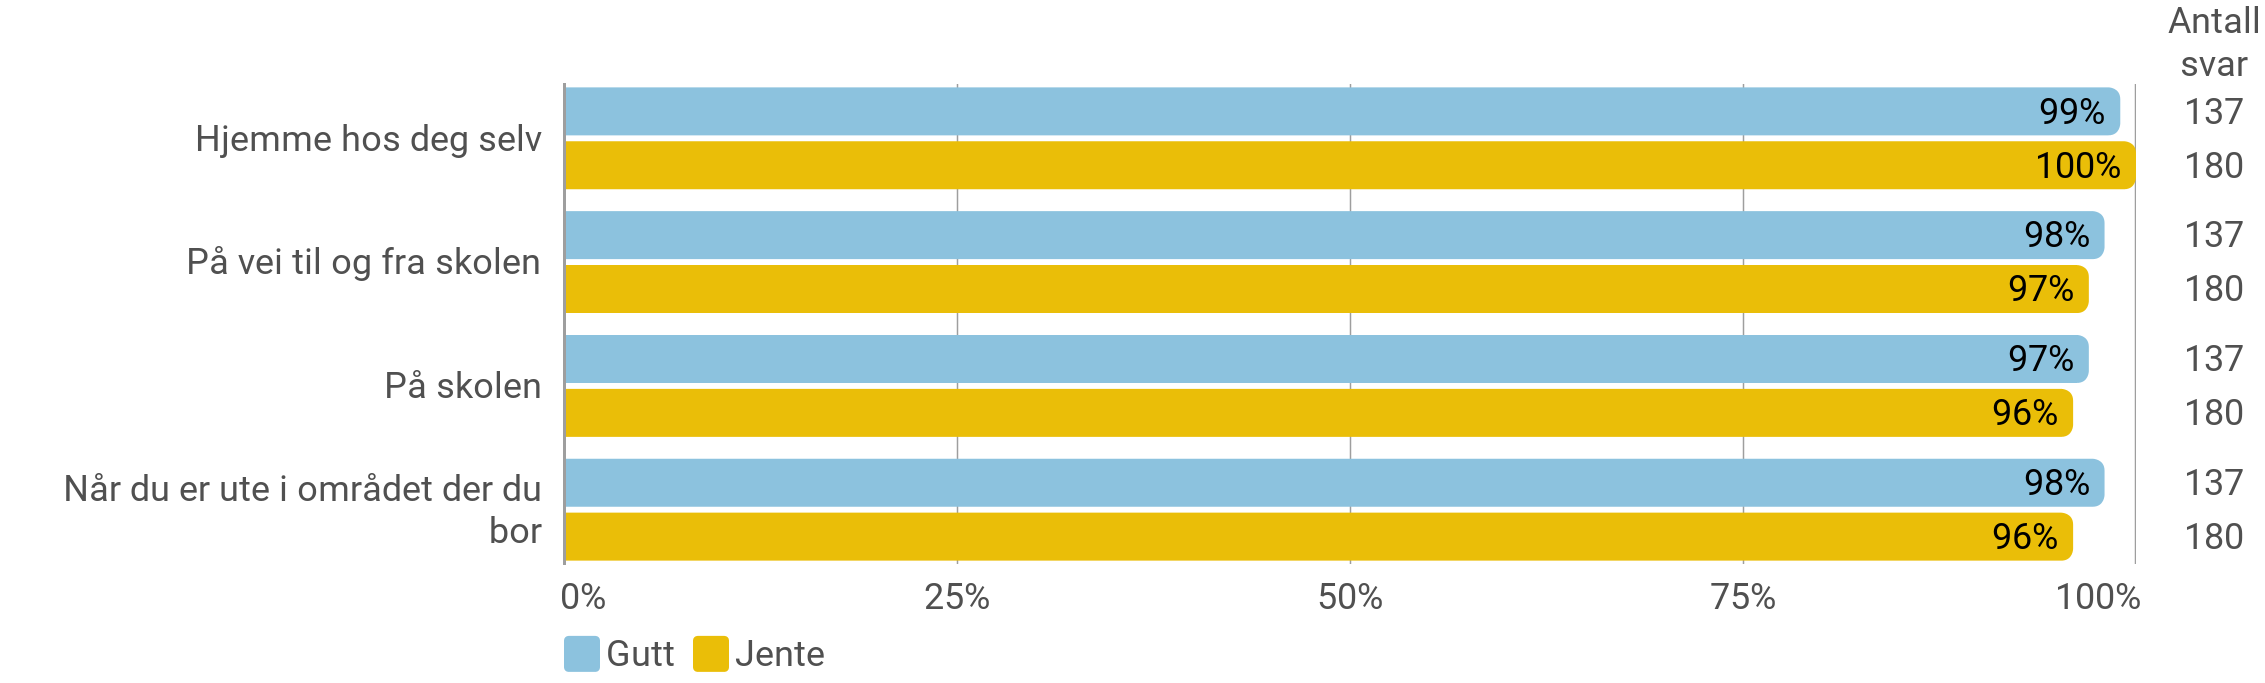 Antall
svar
Hjemme hos deg selv
99%
137
100%
180
På vei til og fra skolen
98%
137
97%
180
På skolen
97%
137
96%
180
Når du er ute i området der du
bor
98%
137
96%
180
0% 25% 50% 75% 100%
Gutt Jente